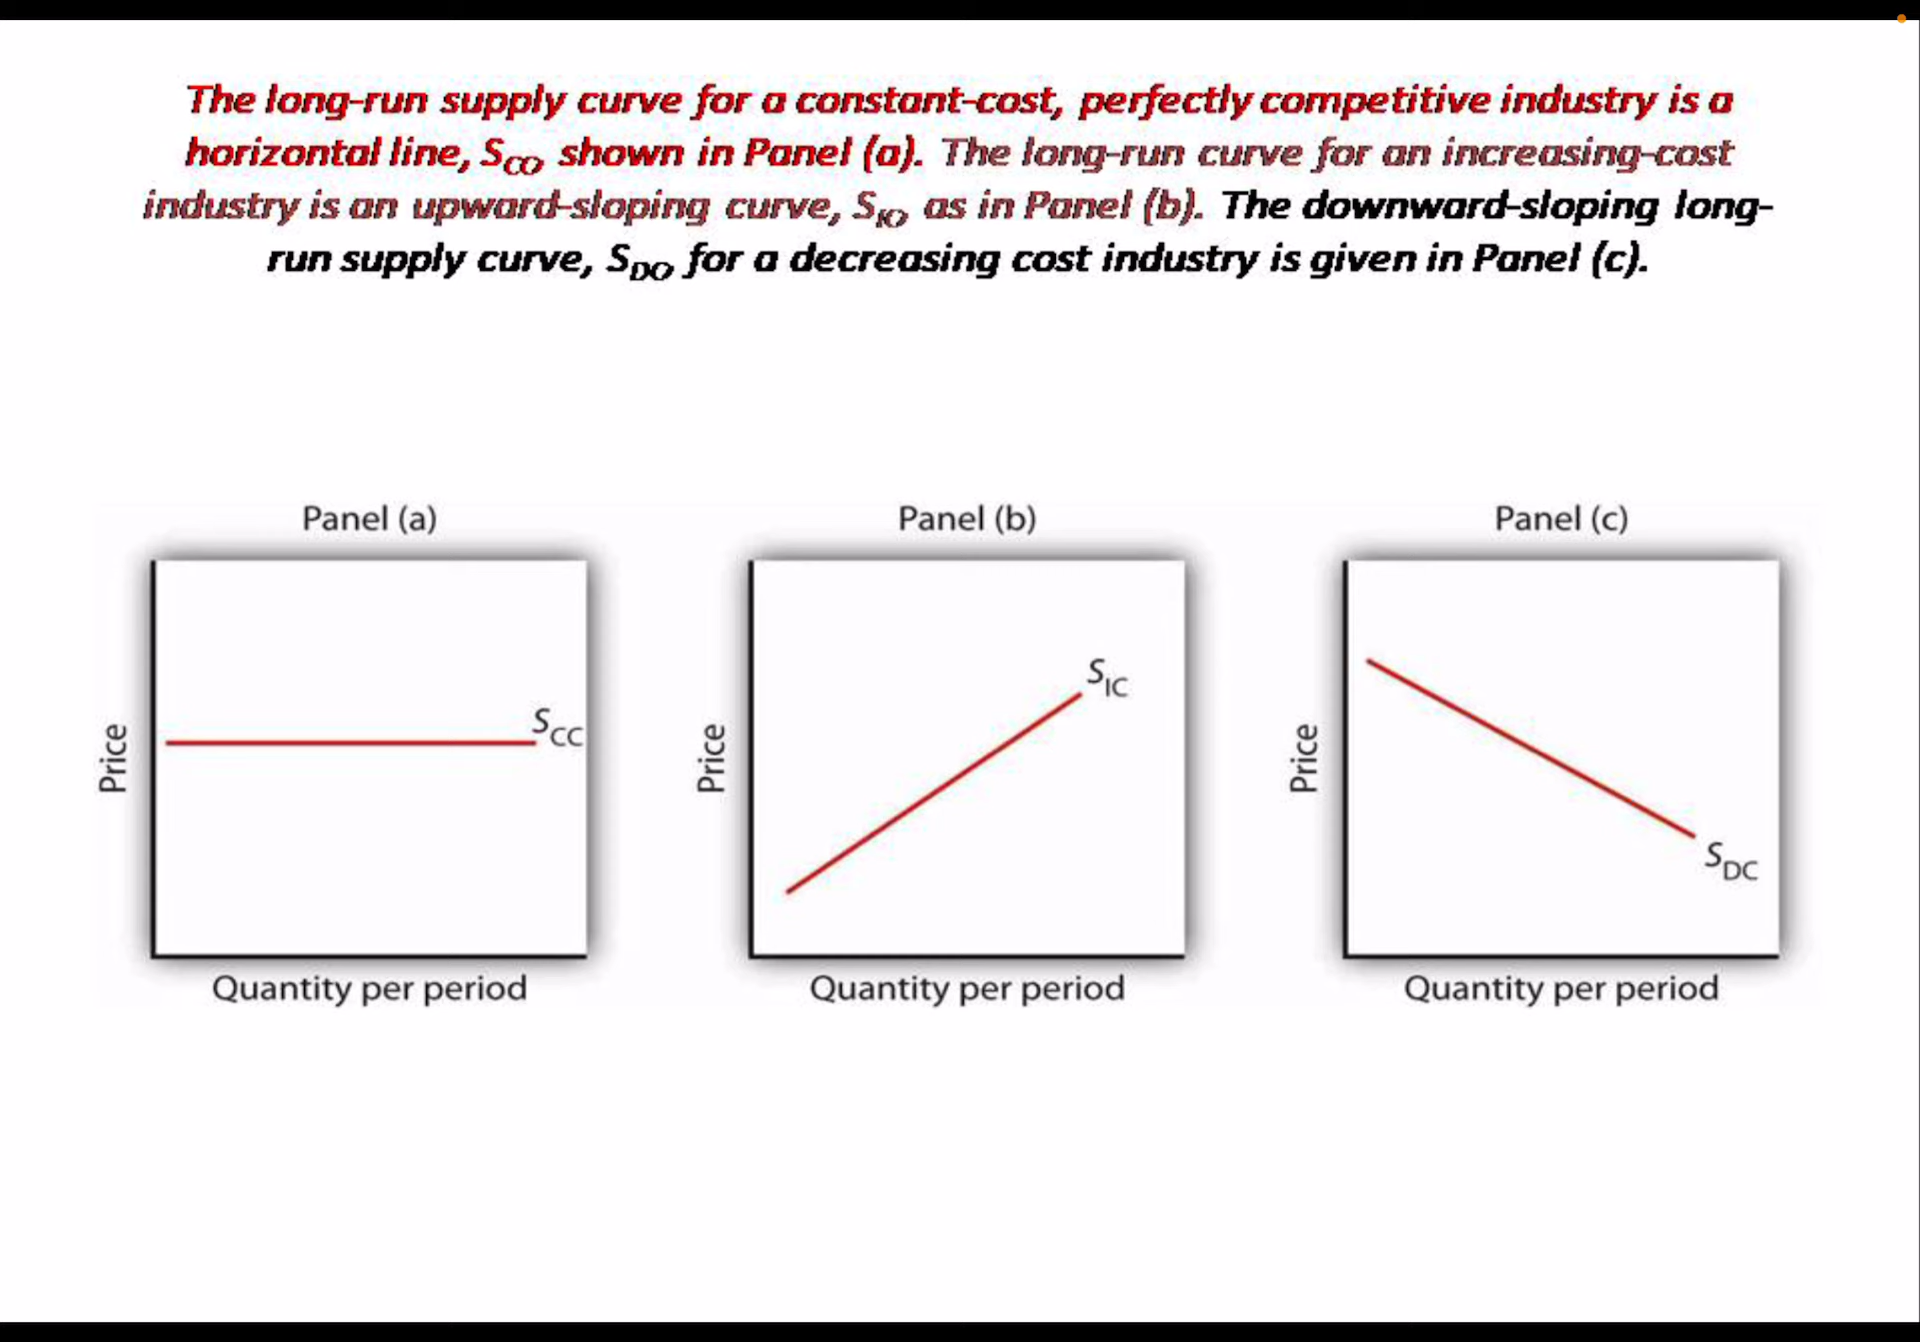 The long-run supply curve for a constant-cost, perfectly competitive industry is a
horizontal line, SCO shown in Panel (a). The long-run curve for an increasing-cost
industry is an upward-sloping curve, SIO as in Panel (b). The downward-sloping long-
run supply curve, SDO for a decreasing cost industry is given in Panel (c).
Panel (a)
Price
SCC
Quantity per period
Panel (b)
Price
SIC
Quantity per period
Panel (c)
Price
SDC
Quantity per period